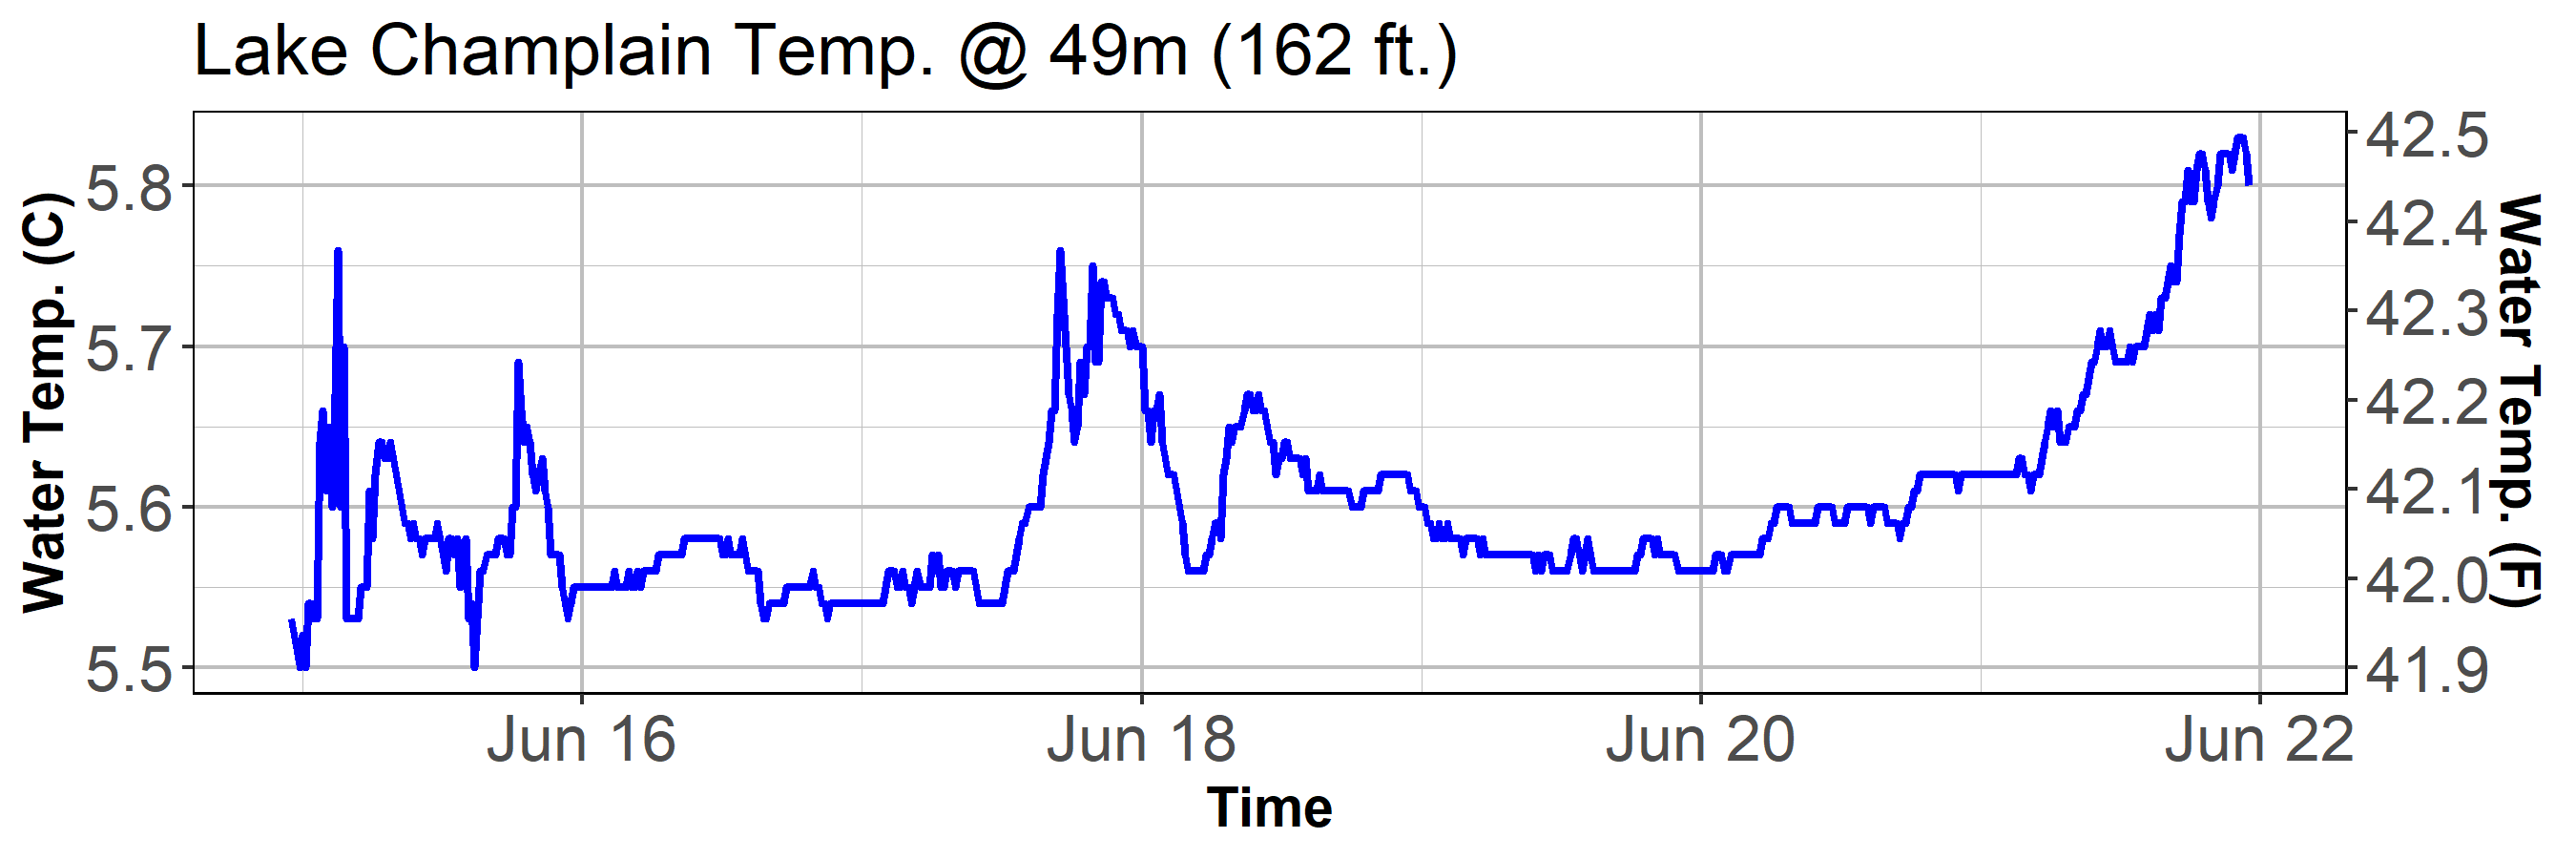 Lake Champlain Temp. @ 49m (162 ft.)
Water Temp. (C)
5.8
5.7
5.6
5.5
42.5
42.4
42.3
42.2
42.1
42.0
41.9
Water Temp. (F)
Jun 16
Jun 18
Jun 20
Jun 22
Time